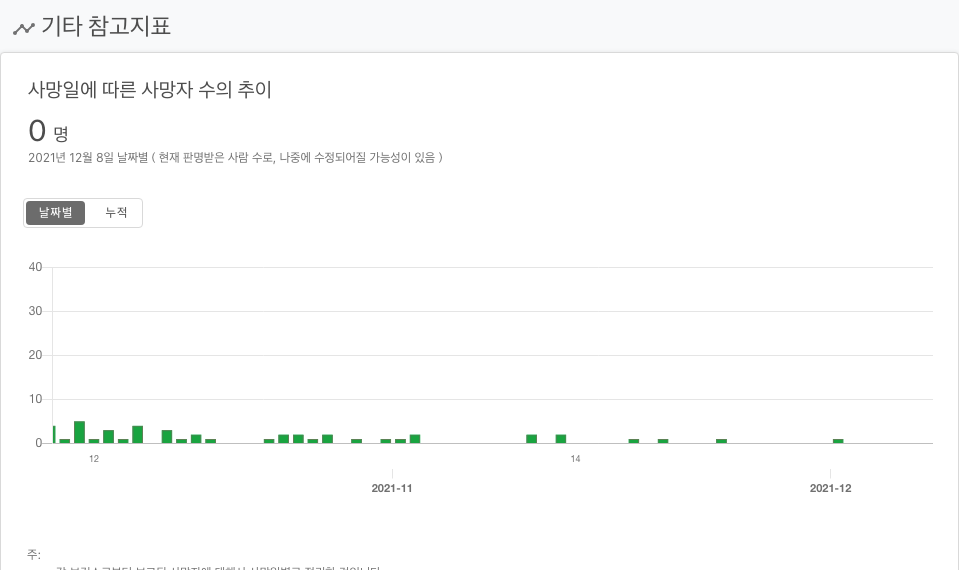 기타 참고지표
사망일에 따른 사망자 수의 추이
0 명
2021년 12월 8일 날짜별 ( 현재 판명받은 사람 수로, 나중에 수정되어질 가능성이 있음 )
날짜별 누적
40
30
20
10
0
12 14
2021-11 2021-12
주: